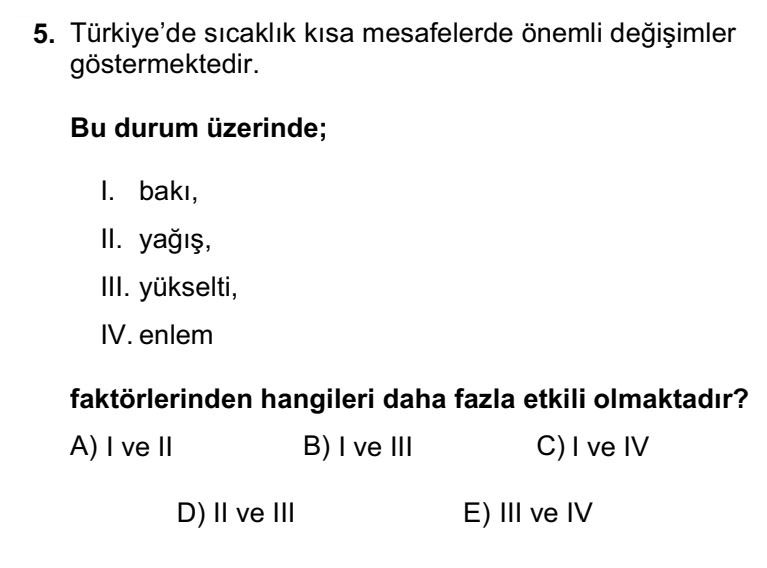 5. Türkiye’de sıcaklık kısa mesafelerde önemli değişimler
göstermektedir.
Bu durum üzerinde;
I. bakı,
II. yağış,
III. yükselti,
IV. enlem
faktörlerinden hangileri daha fazla etkili olmaktadır?
A) I ve II B) I ve III C) I ve IV
D) II ve III E) III ve IV